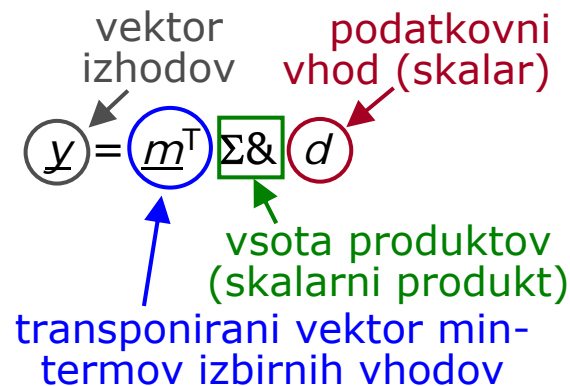 vektor
izhodov
podatkovni
vhod (skalar)
y = mᵀ Σ& d
vsota produktov
(skalarni produkt)
transponirani vektor min-
termov izbirnih vhodov